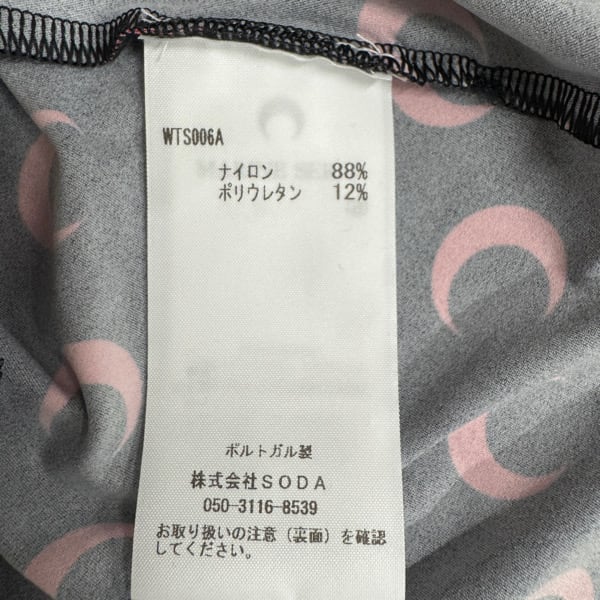 WTS006A
ナイロン 88%
ポリウレタン 12%
ポルトガル製
株式会社SODA
050-3116-8539
お取り扱いの注意(裏面)を確認
してください。